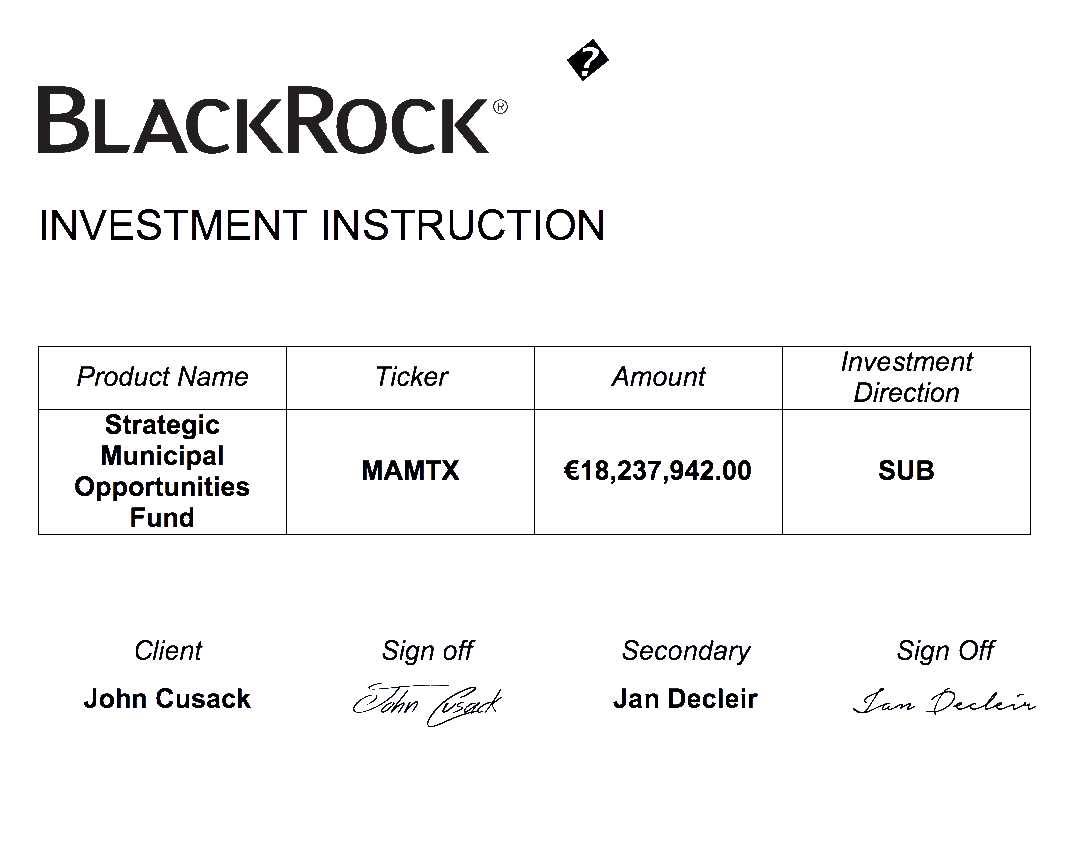 �
BLACKROCK®
INVESTMENT INSTRUCTION
Product Name Ticker Amount Investment Direction
Strategic Municipal Opportunities Fund MAMTX €18,237,942.00 SUB
Client Sign off Secondary Sign Off
John Cusack John Cusack Jan Decleir Jan Decleir